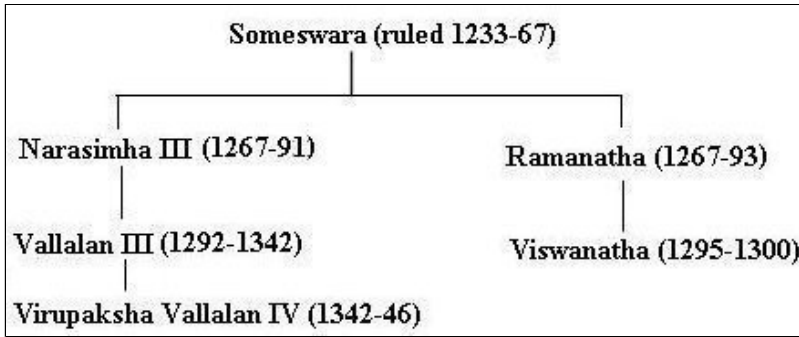 Someswara (ruled 1233-67)
Narasimha III (1267-91)
Ramanatha (1267-93)
Vallalan III (1292-1342)
Viswanatha (1295-1300)
Virupaksha Vallalan IV (1342-46)